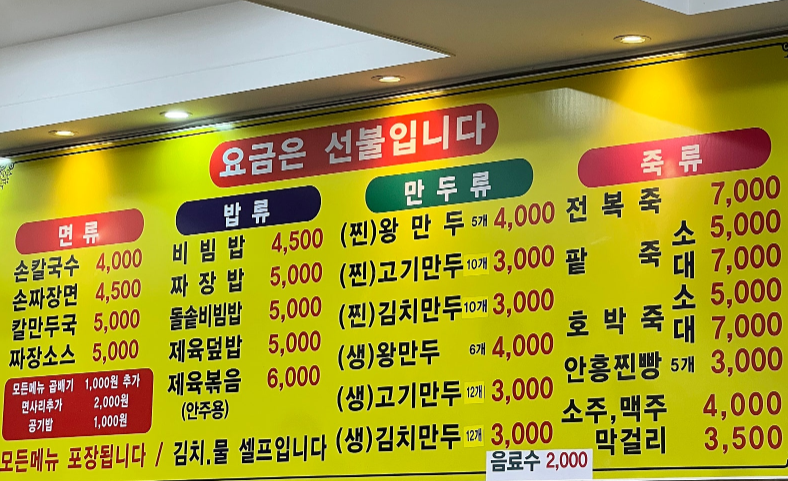 요금은 선불입니다
면 류
손칼국수 4,000
손짜장면 4,500
칼만두국 5,000
짜장소스 5,000
모든메뉴 곱배기 1,000원 추가
면사리추가 2,000원
공기밥 1,000원
밥 류
비 빔 밥 4,500
짜 장 밥 5,000
돌솥비빔밥 5,000
제육덮밥 5,000
제육볶음 6,000
(안주용)
만 두 류
(찐)왕 만 두 5개 4,000
(찐)고기만두 10개 3,000
(찐)김치만두 10개 3,000
(생)왕만두 6개 4,000
(생)고기만두 12개 3,000
(생)김치만두 12개 3,000
죽 류
전 복 죽 7,000
팥 죽 소 5,000
대 7,000
호 박 죽 소 5,000
대 7,000
안흥찐빵 5개 3,000
소주,맥주 4,000
막걸리 3,500
모든메뉴 포장됩니다 / 김치.물 셀프입니다
음료수 2,000